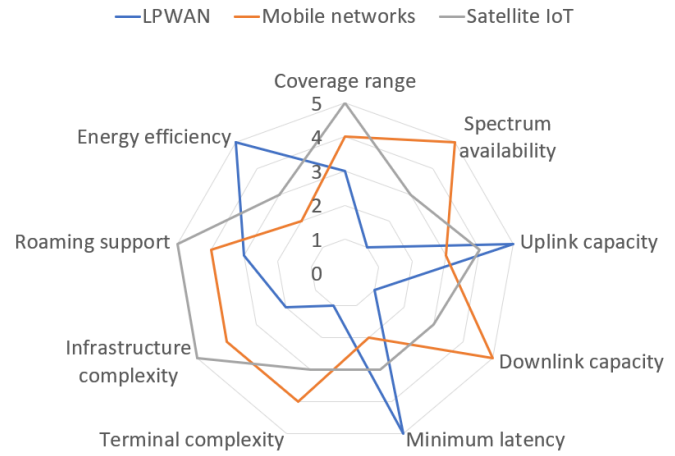 LPWAN Mobile networks Satellite IoT
Coverage range
5
4
3
2
1
0
Spectrum
availability
Uplink capacity
Downlink capacity
Minimum latency
Terminal complexity
Infrastructure
complexity
Roaming support
Energy efficiency